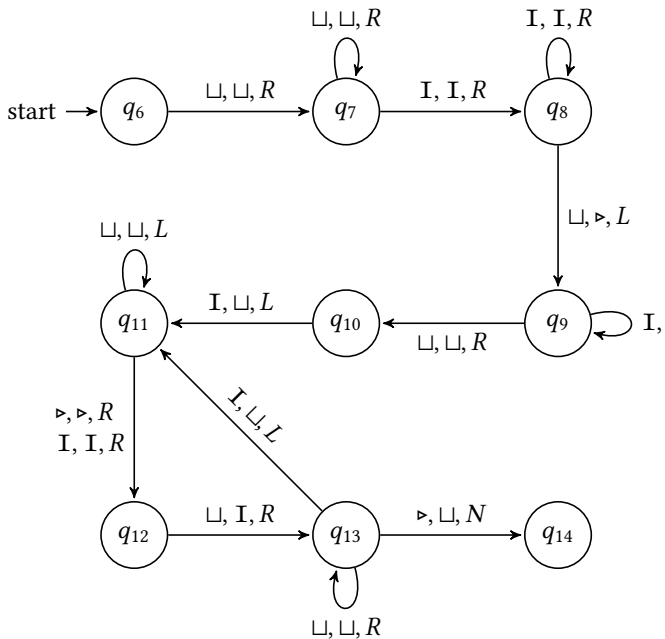 ⊔, ⊔, R
I, I, R
start
q₆
⊔, ⊔, R
q₇
I, I, R
q₈
⊔, ▹, L
⊔, ⊔, L
q₁₁
I, ⊔, L
q₁₀
⊔, ⊔, R
q₉
I,
▹, ▹, R
I, I, R
I, ⊔, L
q₁₂
⊔, I, R
q₁₃
▹, ⊔, N
q₁₄
⊔, ⊔, R